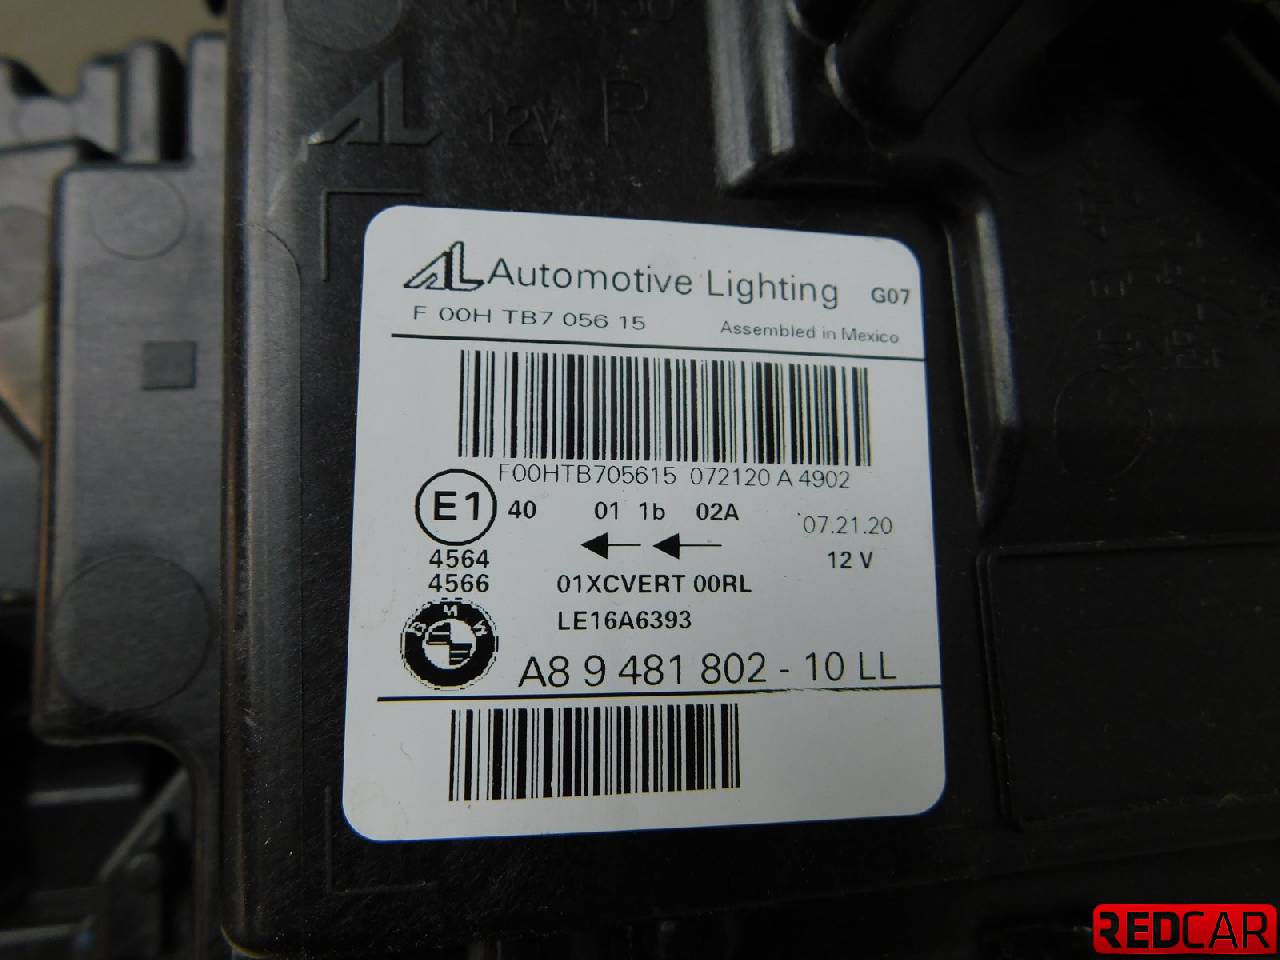 AL 12V R
AL Automotive Lighting G07
F 00H TB7 056 15 Assembled in Mexico
F00HTB705615 072120 A 4902
E1 40 01 1b 02A 07.21.20
4564 12 V
4566 01XCVERT 00RL
LE16A6393
BMW
A8 9 481 802 - 10 LL
REDCAR